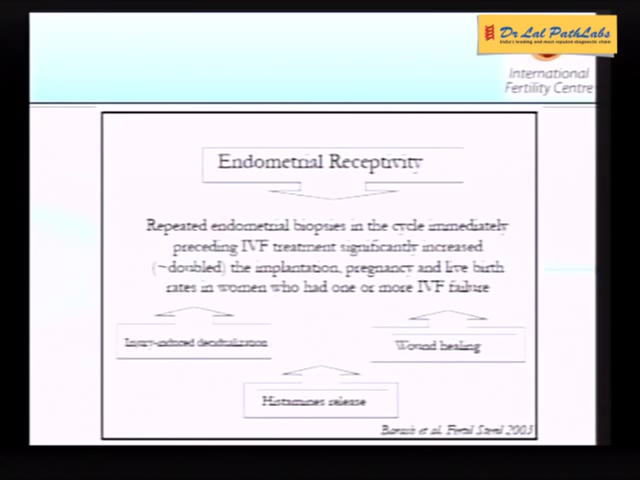 Dr Lal PathLabs
India's leading and most reputed diagnostic chain
International
Fertility Centre
Endometrial Receptivity
Repeated endometrial biopsies in the cycle immediately
preceding IVF treatment significantly increased
(~doubled) the implantation, pregnancy and live birth
rates in women who had one or more IVF failure
Injury-induced decidualization
Wound healing
Histamines release
Barash et al. Fertil Steril 2003